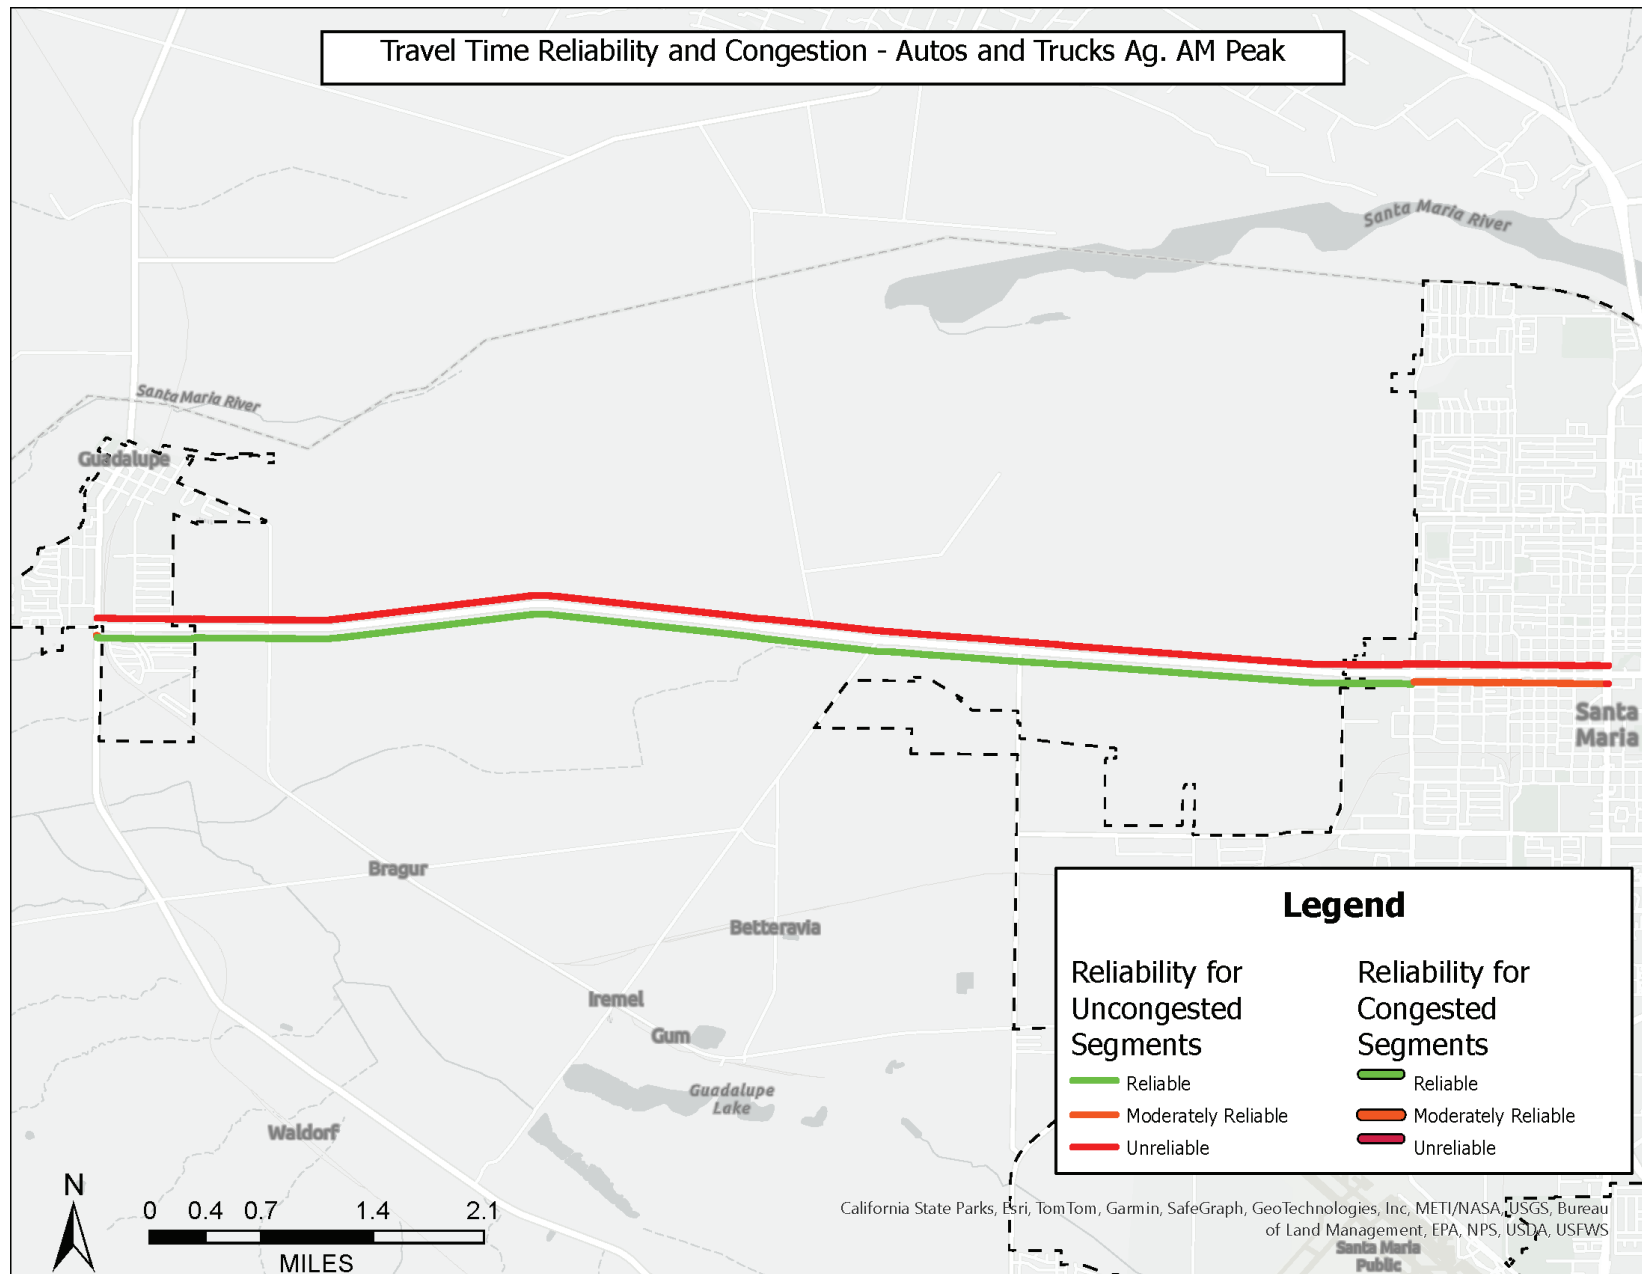 Travel Time Reliability and Congestion - Autos and Trucks Ag. AM Peak
Santa Maria River
Santa Maria River
Guadalupe
Santa
Maria
Bragur
Betteravia
Iremel
Gum
Guadalupe
Lake
Waldorf
Legend
Reliability for
Uncongested
Segments
Reliable
Moderately Reliable
Unreliable
Reliability for
Congested
Segments
Reliable
Moderately Reliable
Unreliable
N
0 0.4 0.7 1.4 2.1
MILES
California State Parks, Esri, TomTom, Garmin, SafeGraph, GeoTechnologies, Inc, METI/NASA, USGS, Bureau
of Land Management, EPA, NPS, USDA, USFWS
Santa Maria
Public